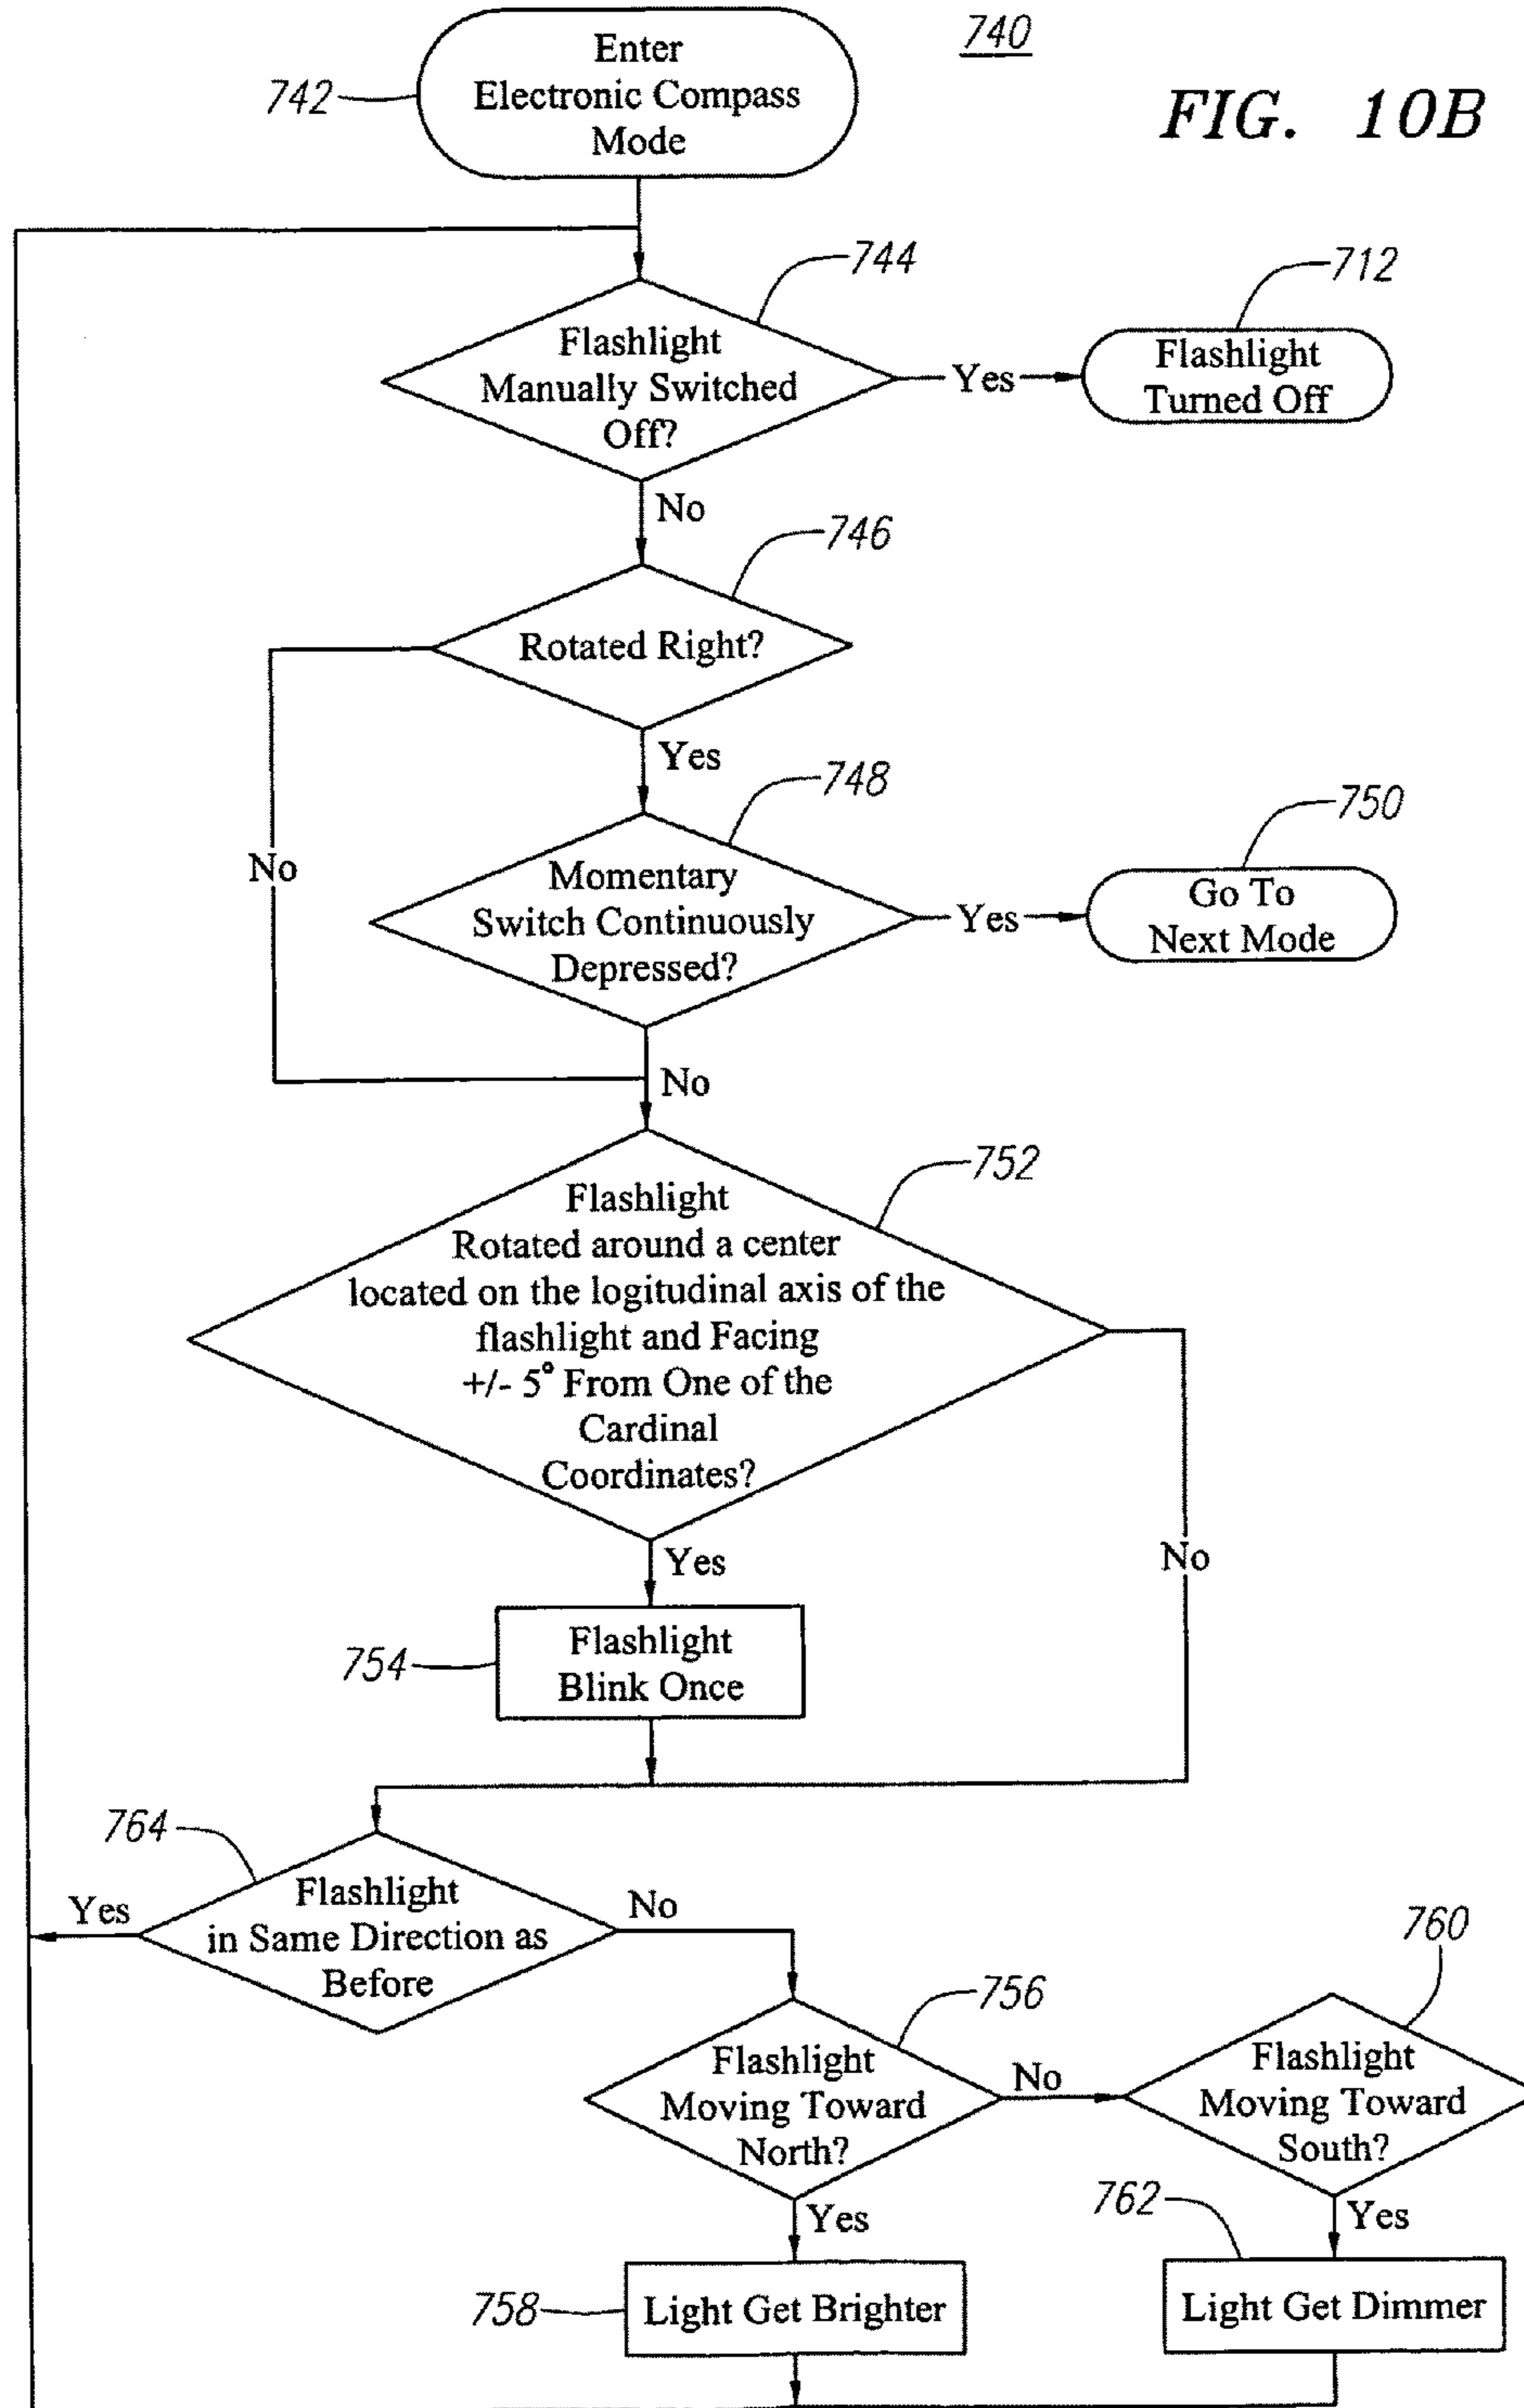 740
FIG. 10B
742
Enter
Electronic Compass
Mode
744
Flashlight
Manually Switched
Off?
Yes
712
Flashlight
Turned Off
No
746
Rotated Right?
No
Yes
748
Momentary
Switch Continuously
Depressed?
Yes
750
Go To
Next Mode
No
752
Flashlight
Rotated around a center
located on the logitudinal axis of the
flashlight and Facing
+/- 5° From One of the
Cardinal
Coordinates?
Yes
No
754
Flashlight
Blink Once
764
Flashlight
in Same Direction as
Before
Yes
No
756
Flashlight
Moving Toward
North?
No
760
Flashlight
Moving Toward
South?
Yes
758
Light Get Brighter
762
Yes
Light Get Dimmer